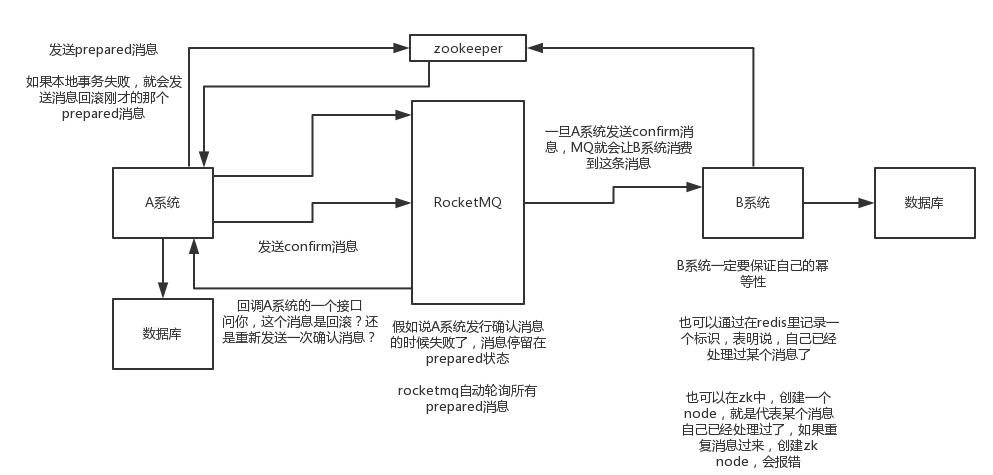 发送prepared消息
如果本地事务失败，就会发
送消息回滚刚才的那个
prepared消息
zookeeper
A系统
RocketMQ
一旦A系统发送confirm消
息，MQ就会让B系统消费
到这条消息
B系统
数据库
发送confirm消息
数据库
回调A系统的一个接口
问你，这个消息是回滚？还
是重新发送一次确认消息？
假如说A系统发行确认消息
的时候失败了，消息停留在
prepared状态
rocketmq自动轮询所有
prepared消息
B系统一定要保证自己的幂
等性
也可以通过在redis里记录一
个标识，表明说，自己已经
处理过某个消息了
也可以在zk中，创建一个
node，就是代表某个消息
自己已经处理过了，如果重
复消息过来，创建zk
node，会报错